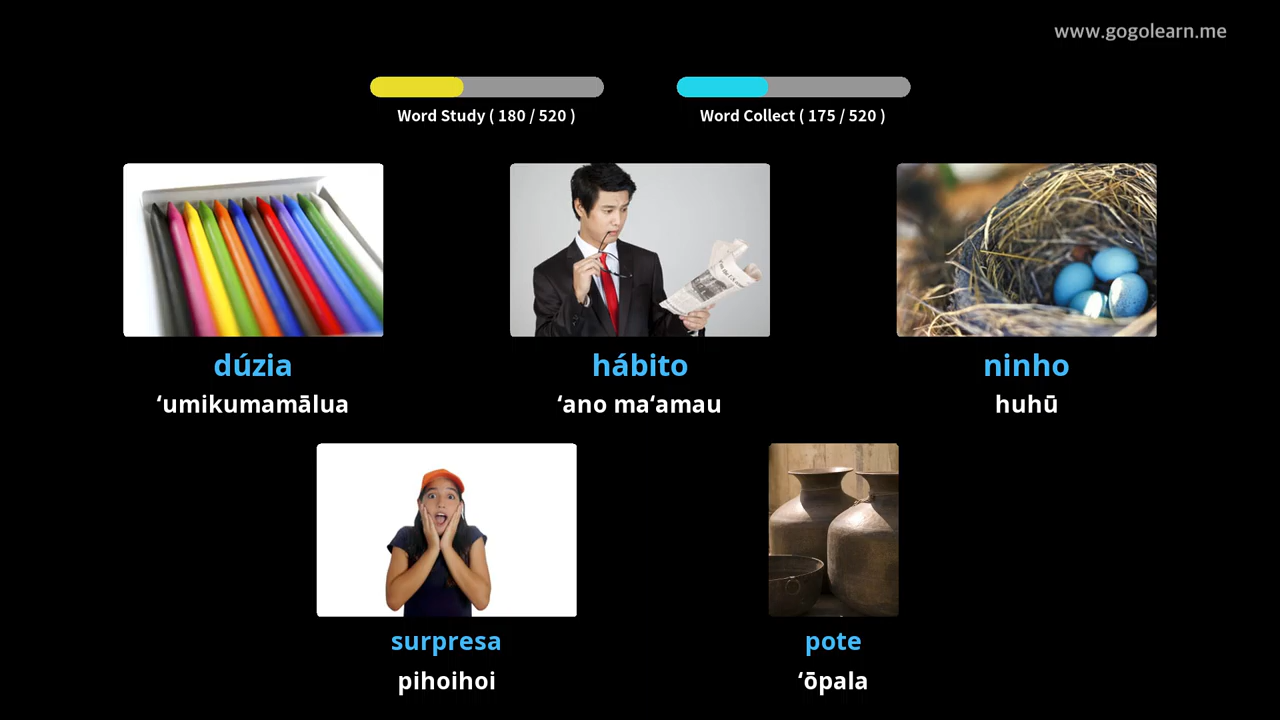 www.gogolearn.me
Word Study ( 180 / 520 )
Word Collect ( 175 / 520 )
dúzia
hábito
ninho
ʻumikumamālua
ʻano maʻamau
huhū
surpresa
pote
pihoihoi
ʻōpala